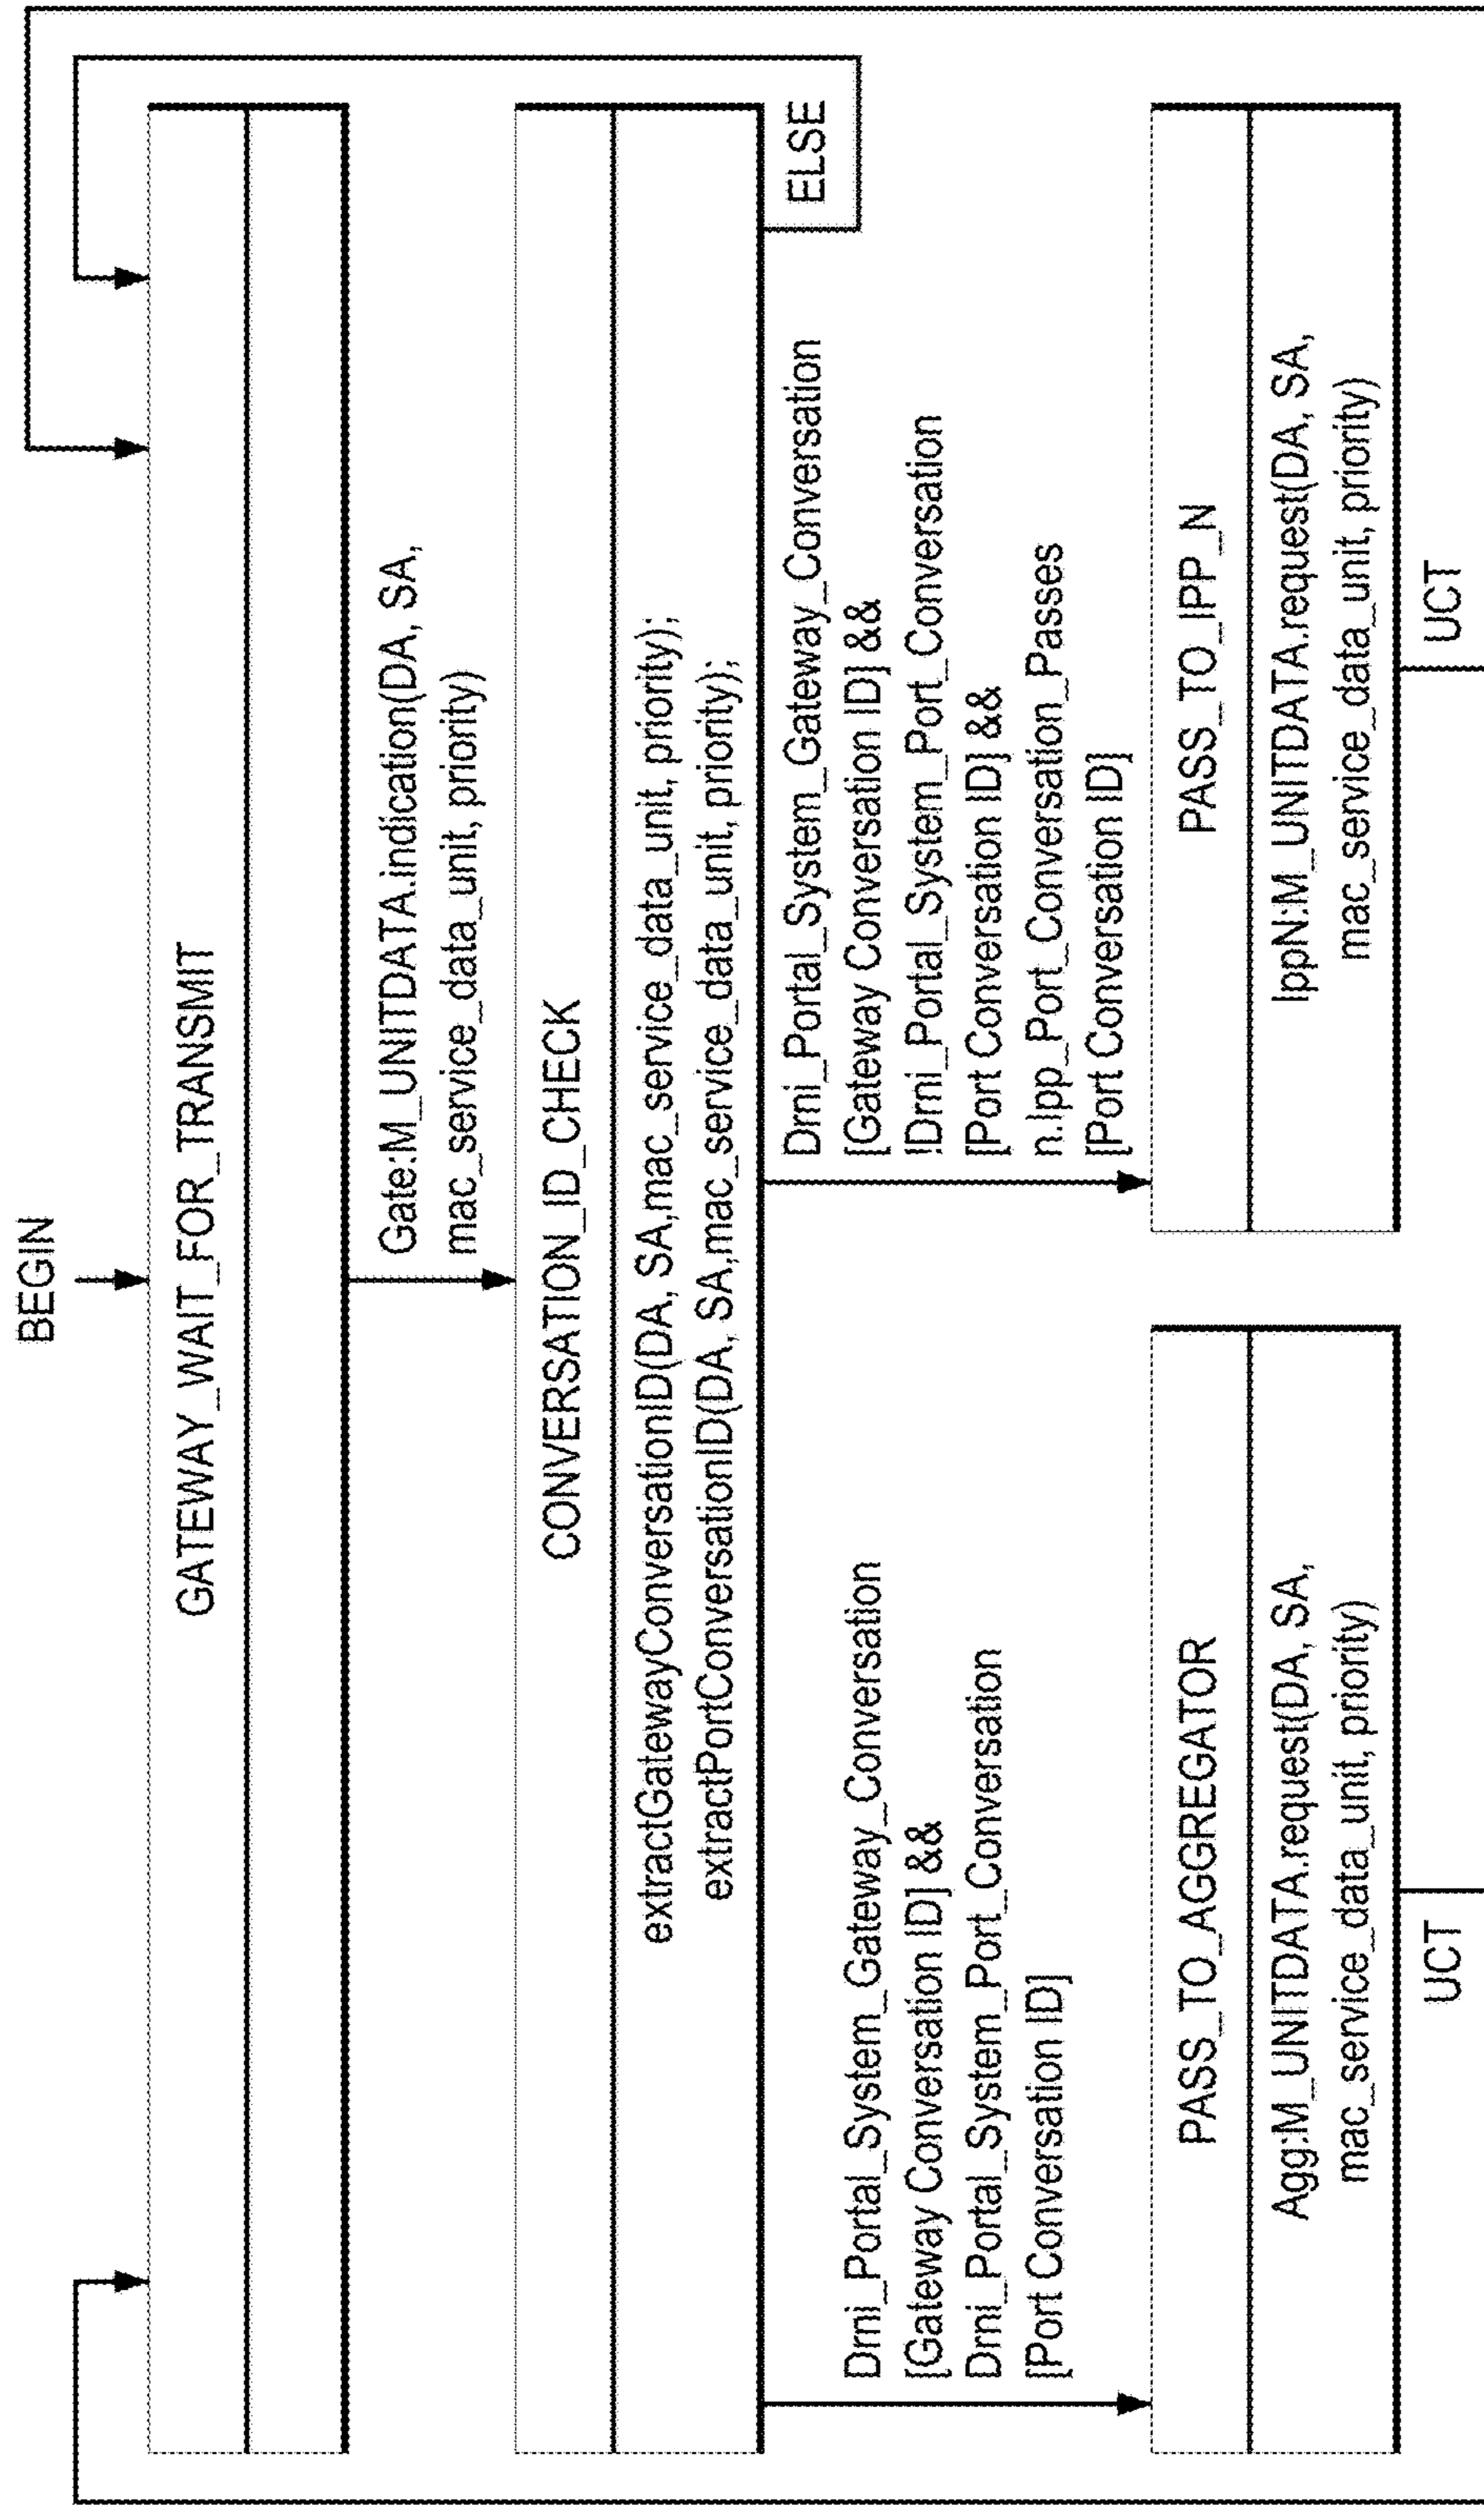 BEGIN
GATEWAY_WAIT_FOR_TRANSMIT
Gate:M_UNITDATA.indication(DA, SA,
mac_service_data_unit, priority)
CONVERSATION_ID_CHECK
extractGatewayConversationID(DA, SA,mac_service_data_unit, priority);
extractPortConversationID(DA, SA,mac_service_data_unit, priority);
ELSE
Drni_Portal_System_Gateway_Conversation
[Gateway Conversation ID] &&
Drni_Portal_System_Port_Conversation
[Port Conversation ID]
Drni_Portal_System_Gateway_Conversation
[Gateway Conversation ID] &&
!Drni_Portal_System_Port_Conversation
[Port Conversation ID] &&
n.Ipp_Port_Conversation_Passes
[Port Conversation ID]
PASS_TO_AGGREGATOR
Agg:M_UNITDATA.request(DA, SA,
mac_service_data_unit, priority)
UCT
PASS_TO_IPP_N
IppN:M_UNITDATA.request(DA, SA,
mac_service_data_unit, priority)
UCT